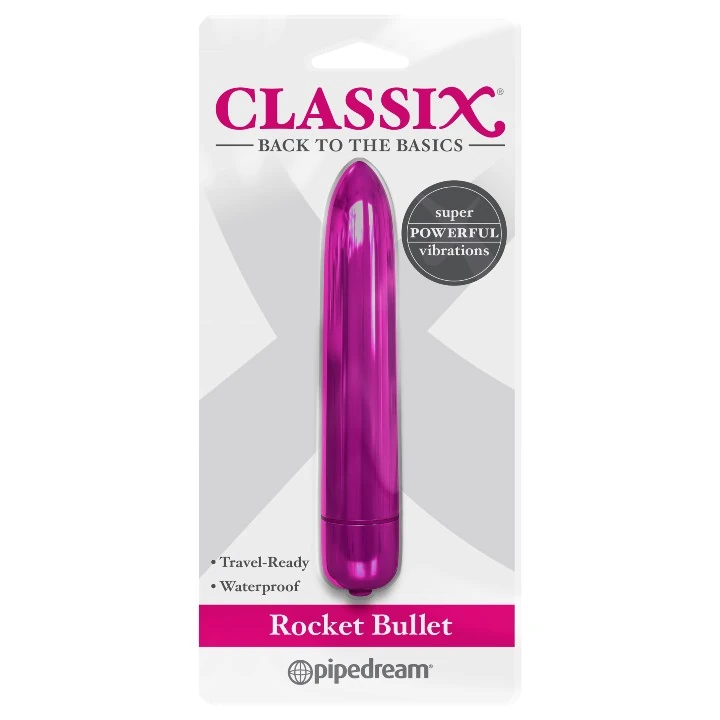 CLASSIX®
BACK TO THE BASICS
super
POWERFUL
vibrations
• Travel-Ready
• Waterproof
Rocket Bullet
pipedream®